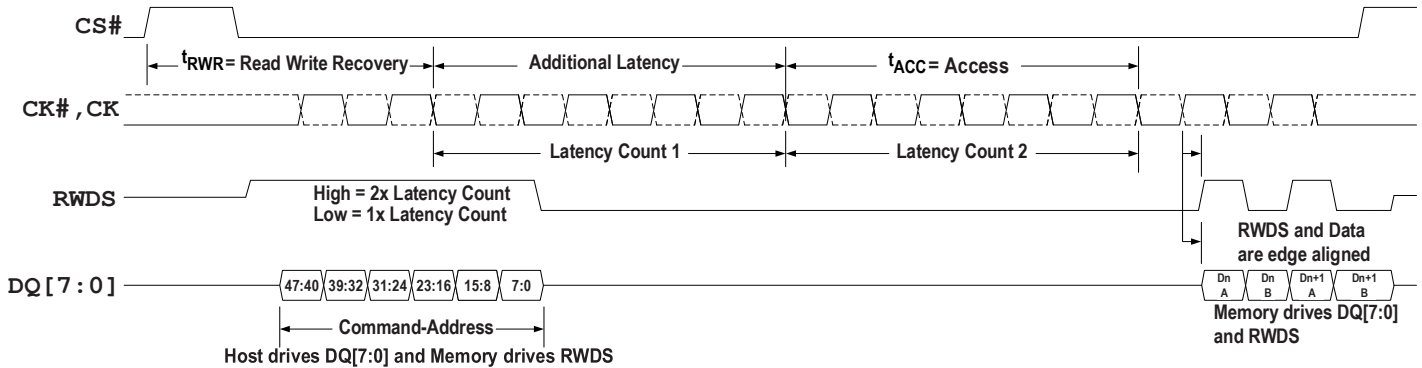 CS#
tRWR = Read Write Recovery
Additional Latency
tACC = Access
CK#,CK
Latency Count 1
Latency Count 2
RWDS
High = 2x Latency Count
Low = 1x Latency Count
RWDS and Data
are edge aligned
DQ[7:0]
47:40 39:32 31:24 23:16 15:8 7:0
Dn A
Dn B
Dn+1 A
Dn+1 B
Command-Address
Memory drives DQ[7:0]
and RWDS
Host drives DQ[7:0] and Memory drives RWDS